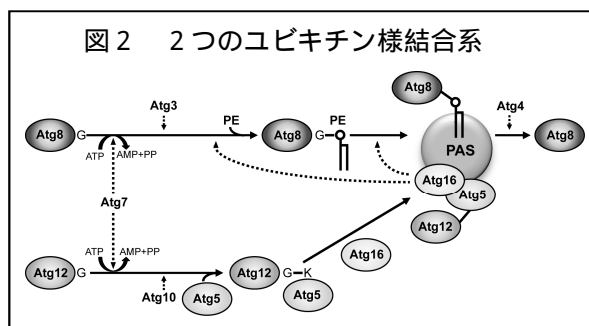 図２　２つのユビキチン様結合系
Atg8
Atg3 PE PE Atg4
Atg8 G Atg8 G PAS Atg8
ATP AMP+PP
Atg16
Atg7 Atg5
ATP AMP+PP Atg12
Atg12 G Atg12 G K Atg16
Atg10 Atg5 Atg5